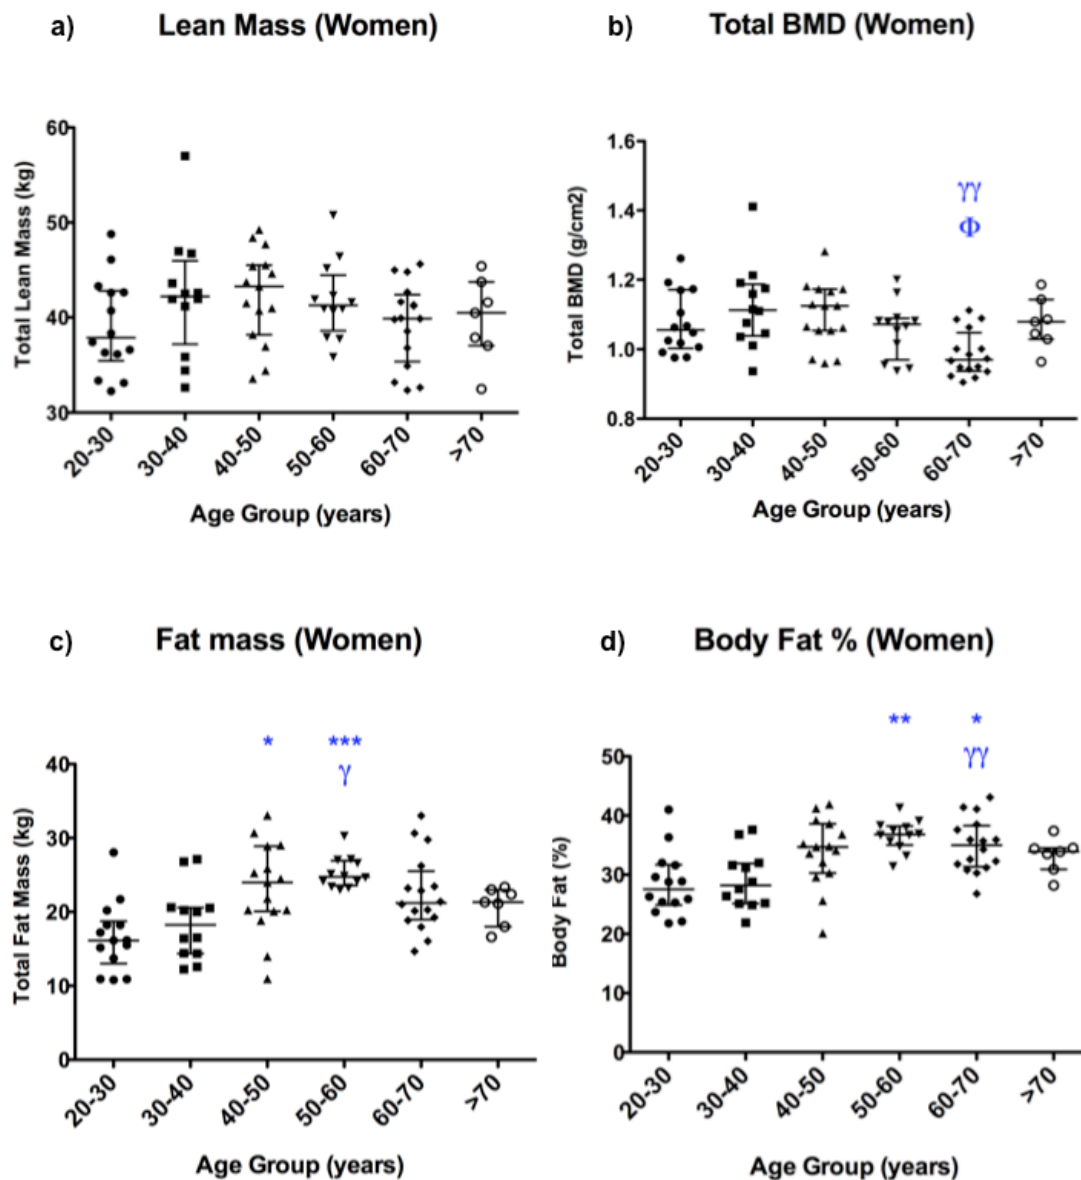 a) Lean Mass (Women)
Total Lean Mass (kg)
60
50
40
30
20-30 30-40 40-50 50-60 60-70 >70
Age Group (years)
b) Total BMD (Women)
Total BMD (g/cm2)
1.6
1.4
1.2
1.0
0.8
γγ
Φ
20-30 30-40 40-50 50-60 60-70 >70
Age Group (years)
c) Fat mass (Women)
Total Fat Mass (kg)
40
30
20
10
0
* ***
γ
20-30 30-40 40-50 50-60 60-70 >70
Age Group (years)
d) Body Fat % (Women)
Body Fat (%)
50
40
30
20
10
0
** *
γγ
20-30 30-40 40-50 50-60 60-70 >70
Age Group (years)